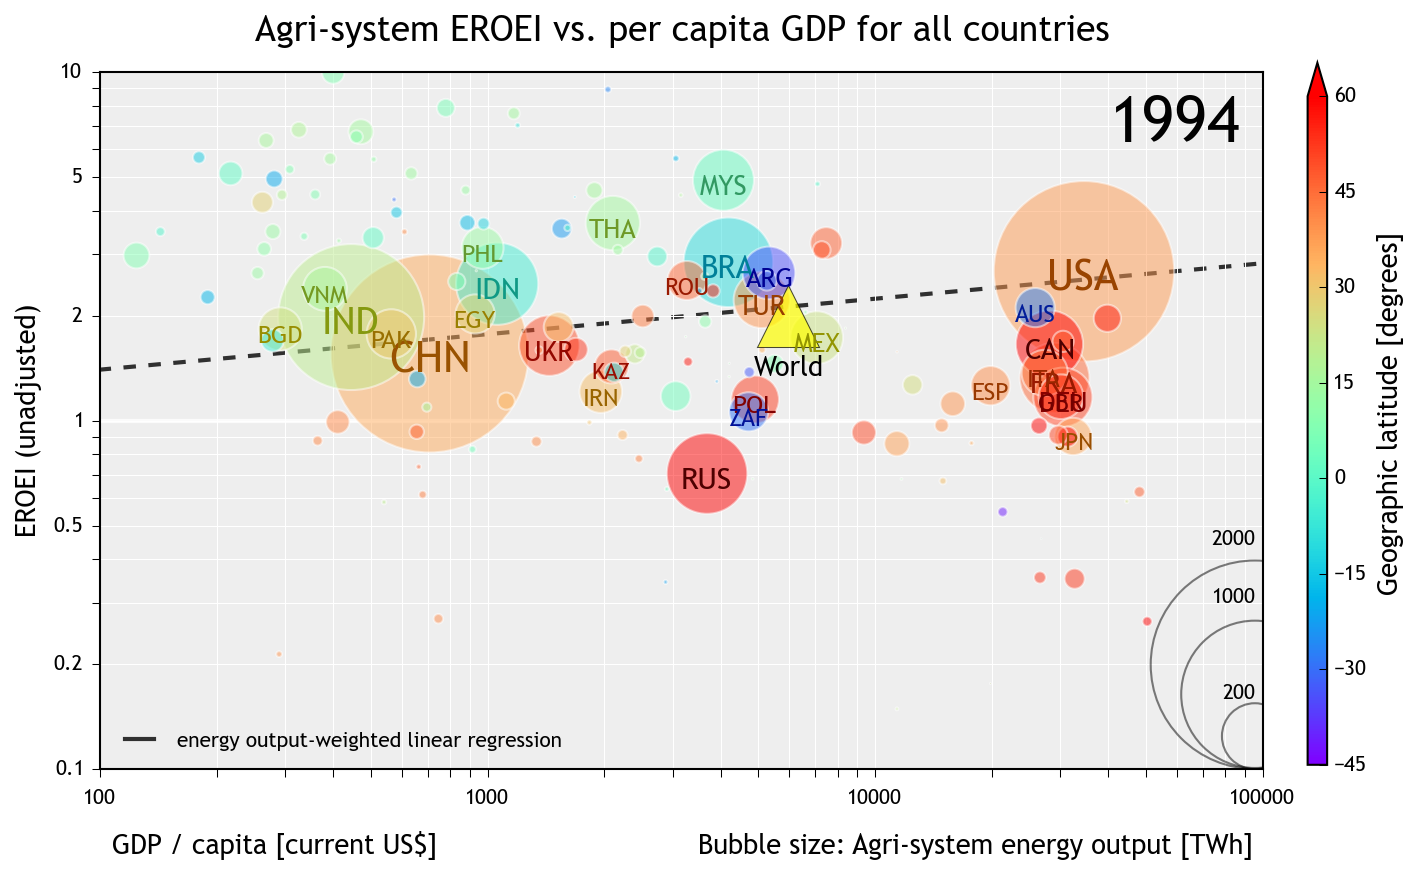 Agri-system EROEI vs. per capita GDP for all countries
1994
10
5
2
1
0.5
0.2
0.1
EROEI (unadjusted)
MYS
THA
PHL
BRA
ARG
USA
IDN
ROU
VNM
TUR
AUS
IND
EGY
BGD
PAK
MEX
CHN
UKR
CAN
World
KAZ
ITA
FRA
IRN
ESP
POL
DEU
GBR
ZAF
JPN
RUS
2000
1000
200
energy output-weighted linear regression
100
1000
10000
100000
GDP / capita [current US$]
Bubble size: Agri-system energy output [TWh]
60
45
30
15
0
−15
−30
−45
Geographic latitude [degrees]